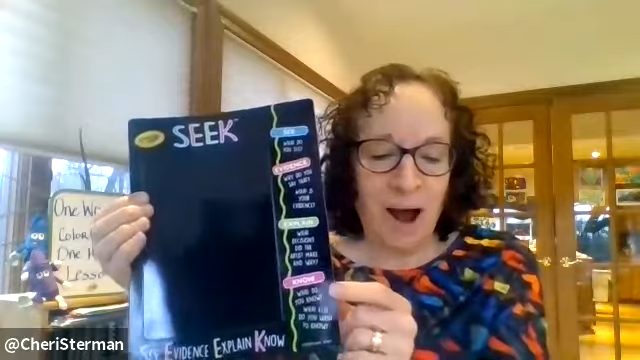 SEEK
SEE
WHAT DO
YOU SEE?
EVIDENCE
WHY DO YOU
SAY THAT?
WHAT IS
YOUR
EVIDENCE?
EXPLAIN
WHAT
DECISIONS
DID THE
ARTIST MAKE
AND WHY?
KNOW
WHAT DO
YOU KNOW?
WHAT ELSE
DO YOU WISH
TO KNOW?
SEE EVIDENCE EXPLAIN KNOW
One
Color
One
Lesso
@CheriSterman